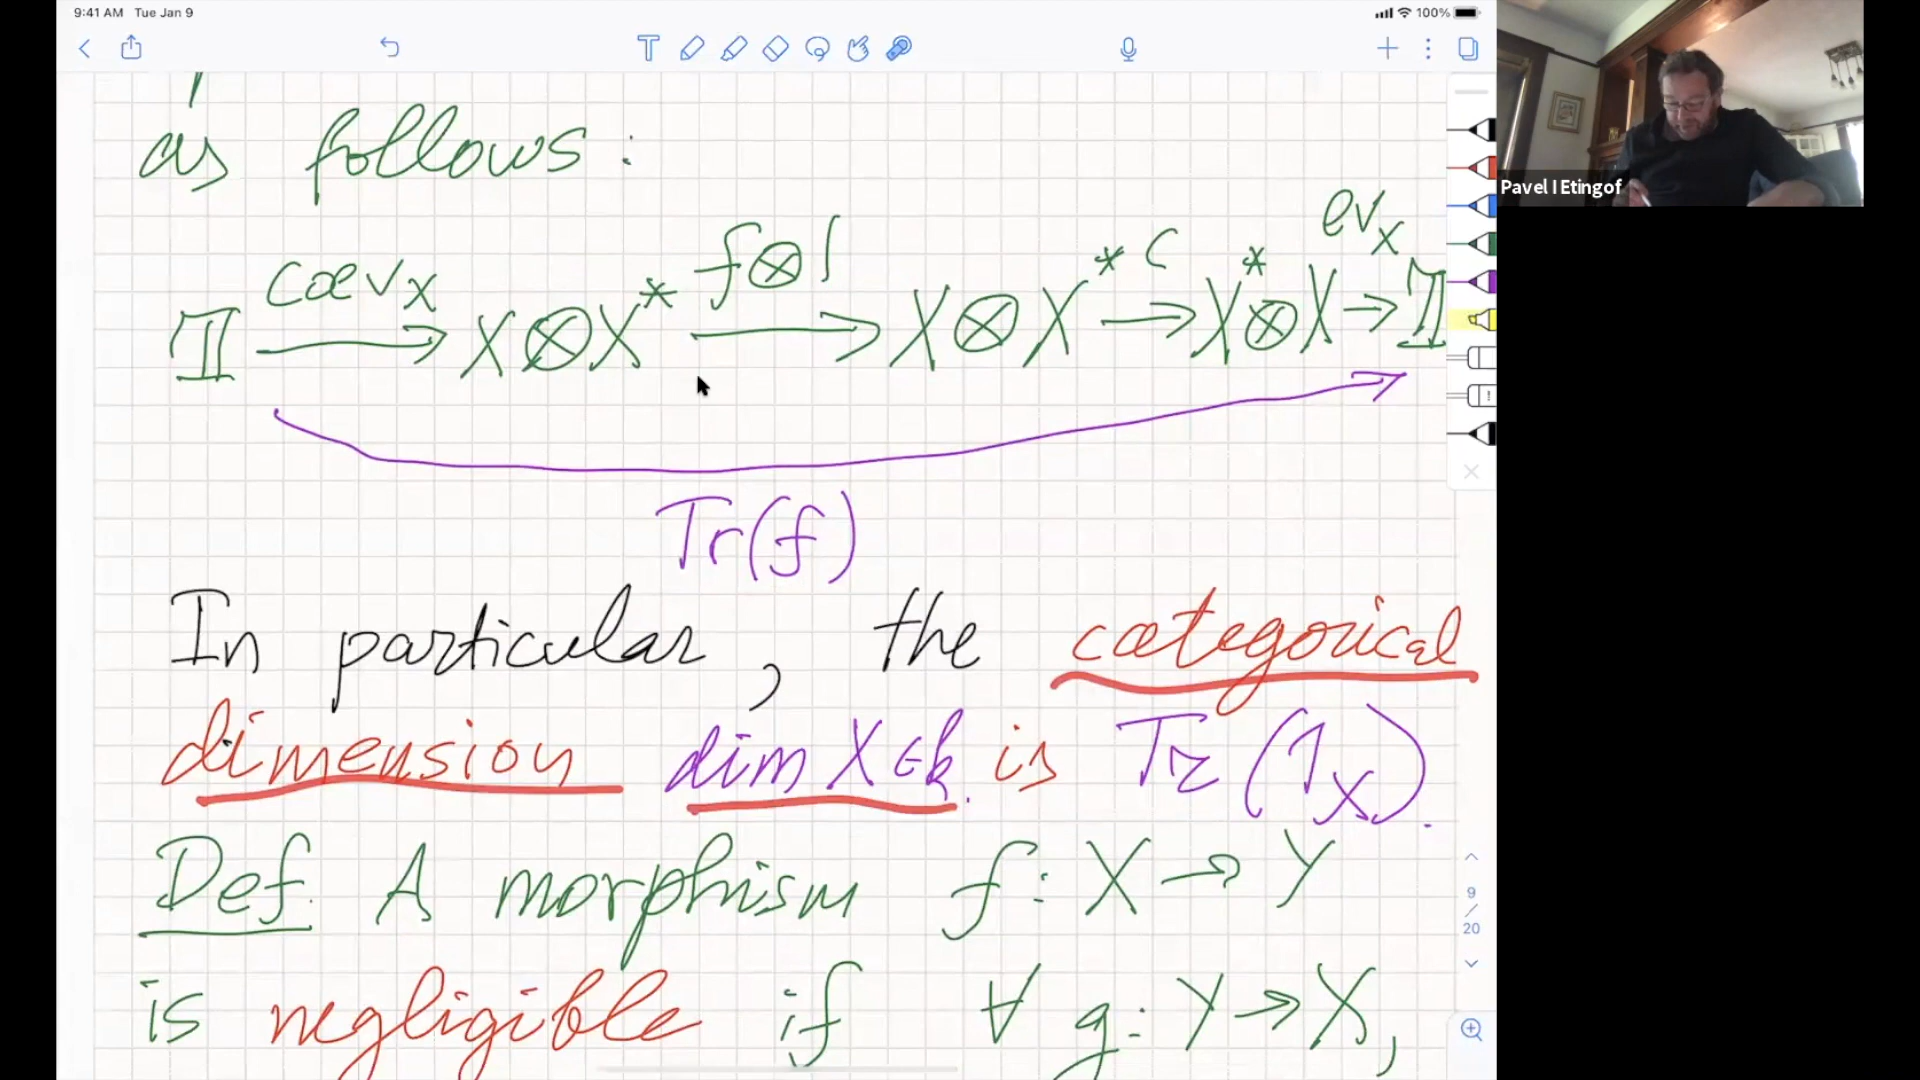 9:41 AM Tue Jan 9
100%
Pavel I Etingof
as follows:
𝟙 —coev_X→ X⊗X* —f⊗1→ X⊗X* —c→ X*⊗X —ev_X→ 𝟙
Tr(f)
In particular, the categorical
dimension dim X ∈ k is Tr(1_X).
Def. A morphism f: X → Y
is negligible if ∀ g: Y → X,
9
/
20